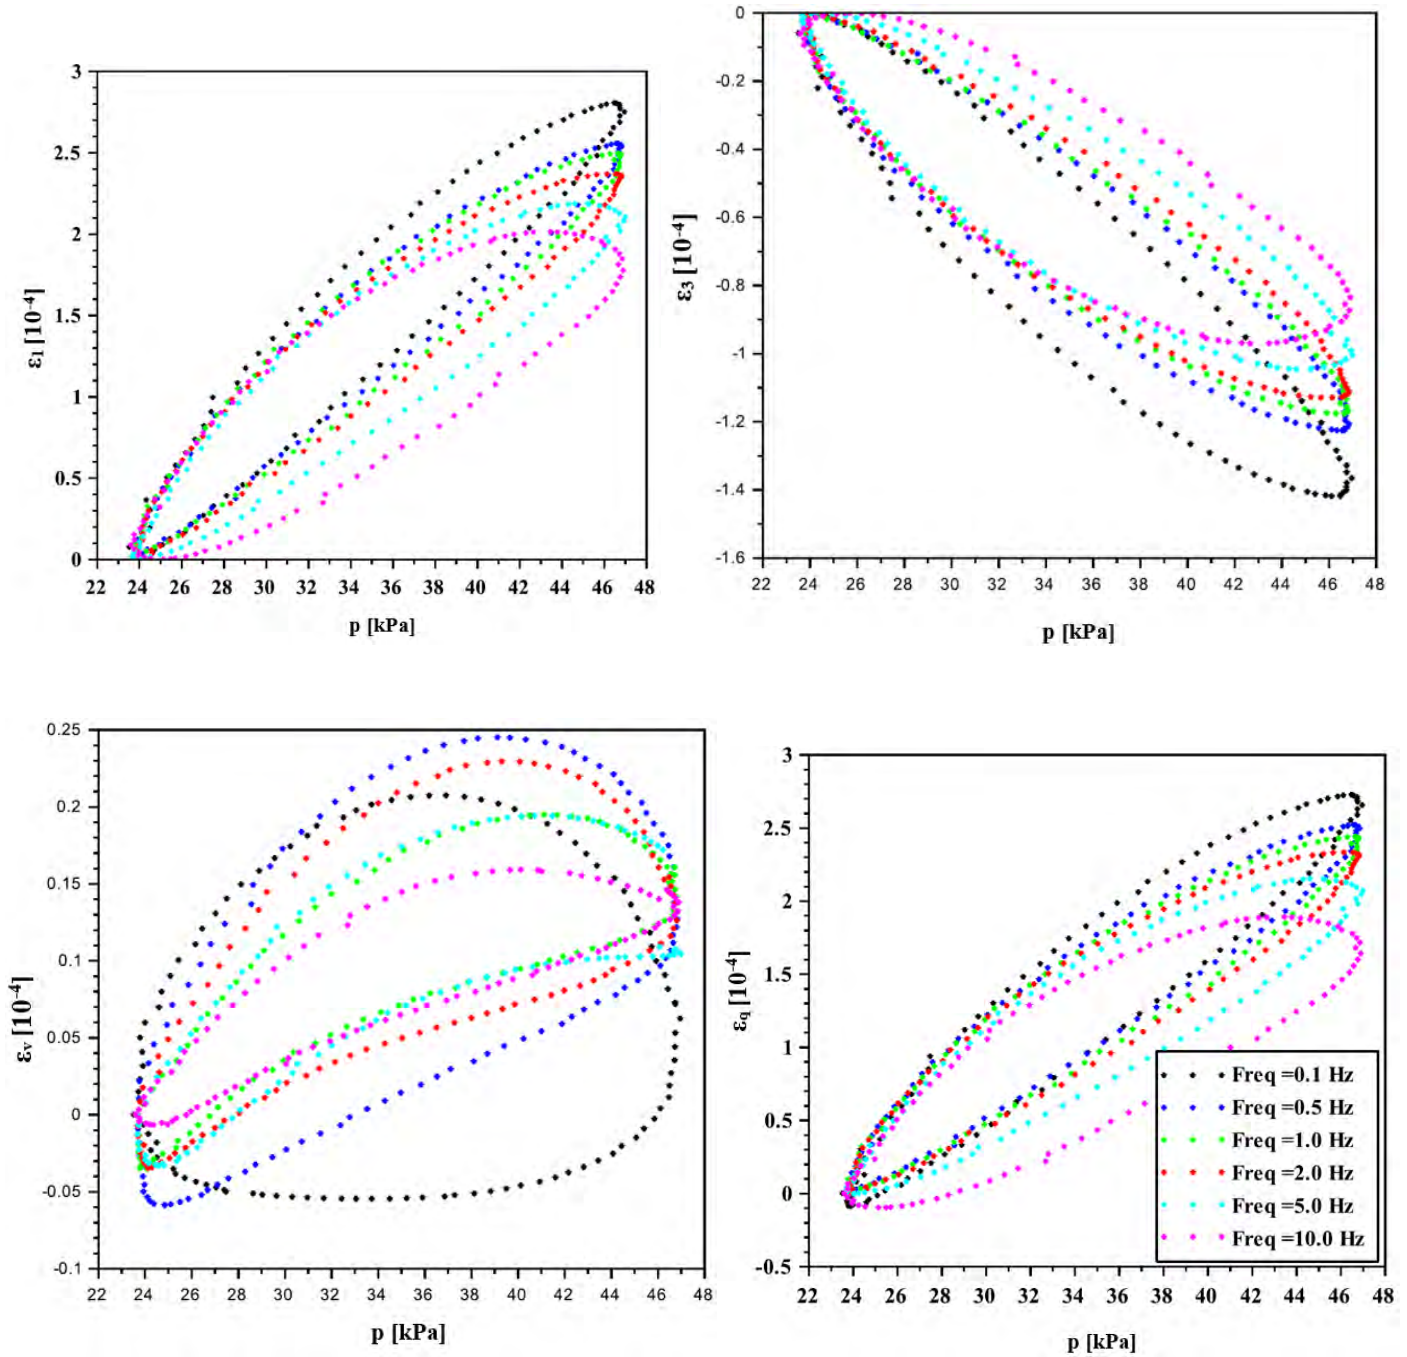 3
2.5
2
1.5
1
0.5
0
ε1 [10-4]
22 24 26 28 30 32 34 36 38 40 42 44 46 48
p [kPa]
0
-0.2
-0.4
-0.6
-0.8
-1
-1.2
-1.4
-1.6
ε3 [10-4]
22 24 26 28 30 32 34 36 38 40 42 44 46 48
p [kPa]
0.25
0.2
0.15
0.1
0.05
0
-0.05
-0.1
εv [10-4]
22 24 26 28 30 32 34 36 38 40 42 44 46 48
p [kPa]
3
2.5
2
1.5
1
0.5
0
-0.5
εq [10-4]
Freq =0.1 Hz
Freq =0.5 Hz
Freq =1.0 Hz
Freq =2.0 Hz
Freq =5.0 Hz
Freq =10.0 Hz
22 24 26 28 30 32 34 36 38 40 42 44 46 48
p [kPa]